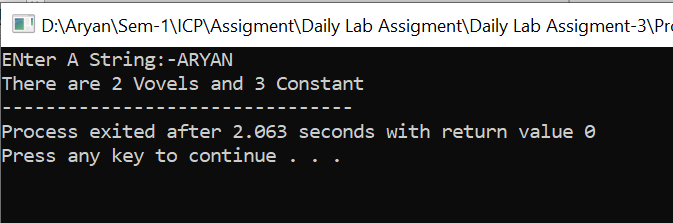 D:\Aryan\Sem-1\ICP\Assigment\Daily Lab Assigment\Daily Lab Assigment-3\Pro
ENter A String:-ARYAN
There are 2 Vovels and 3 Constant
--------------------------------
Process exited after 2.063 seconds with return value 0
Press any key to continue . . .